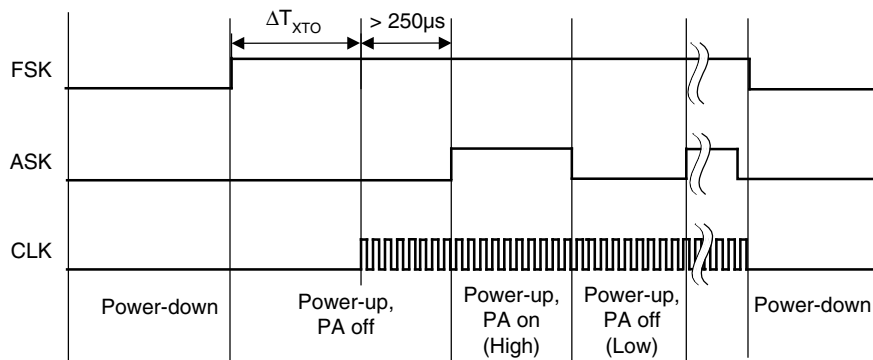 ΔT_XTO
> 250µs
FSK
ASK
CLK
Power-down
Power-up,
PA off
Power-up,
PA on
(High)
Power-up,
PA off
(Low)
Power-down